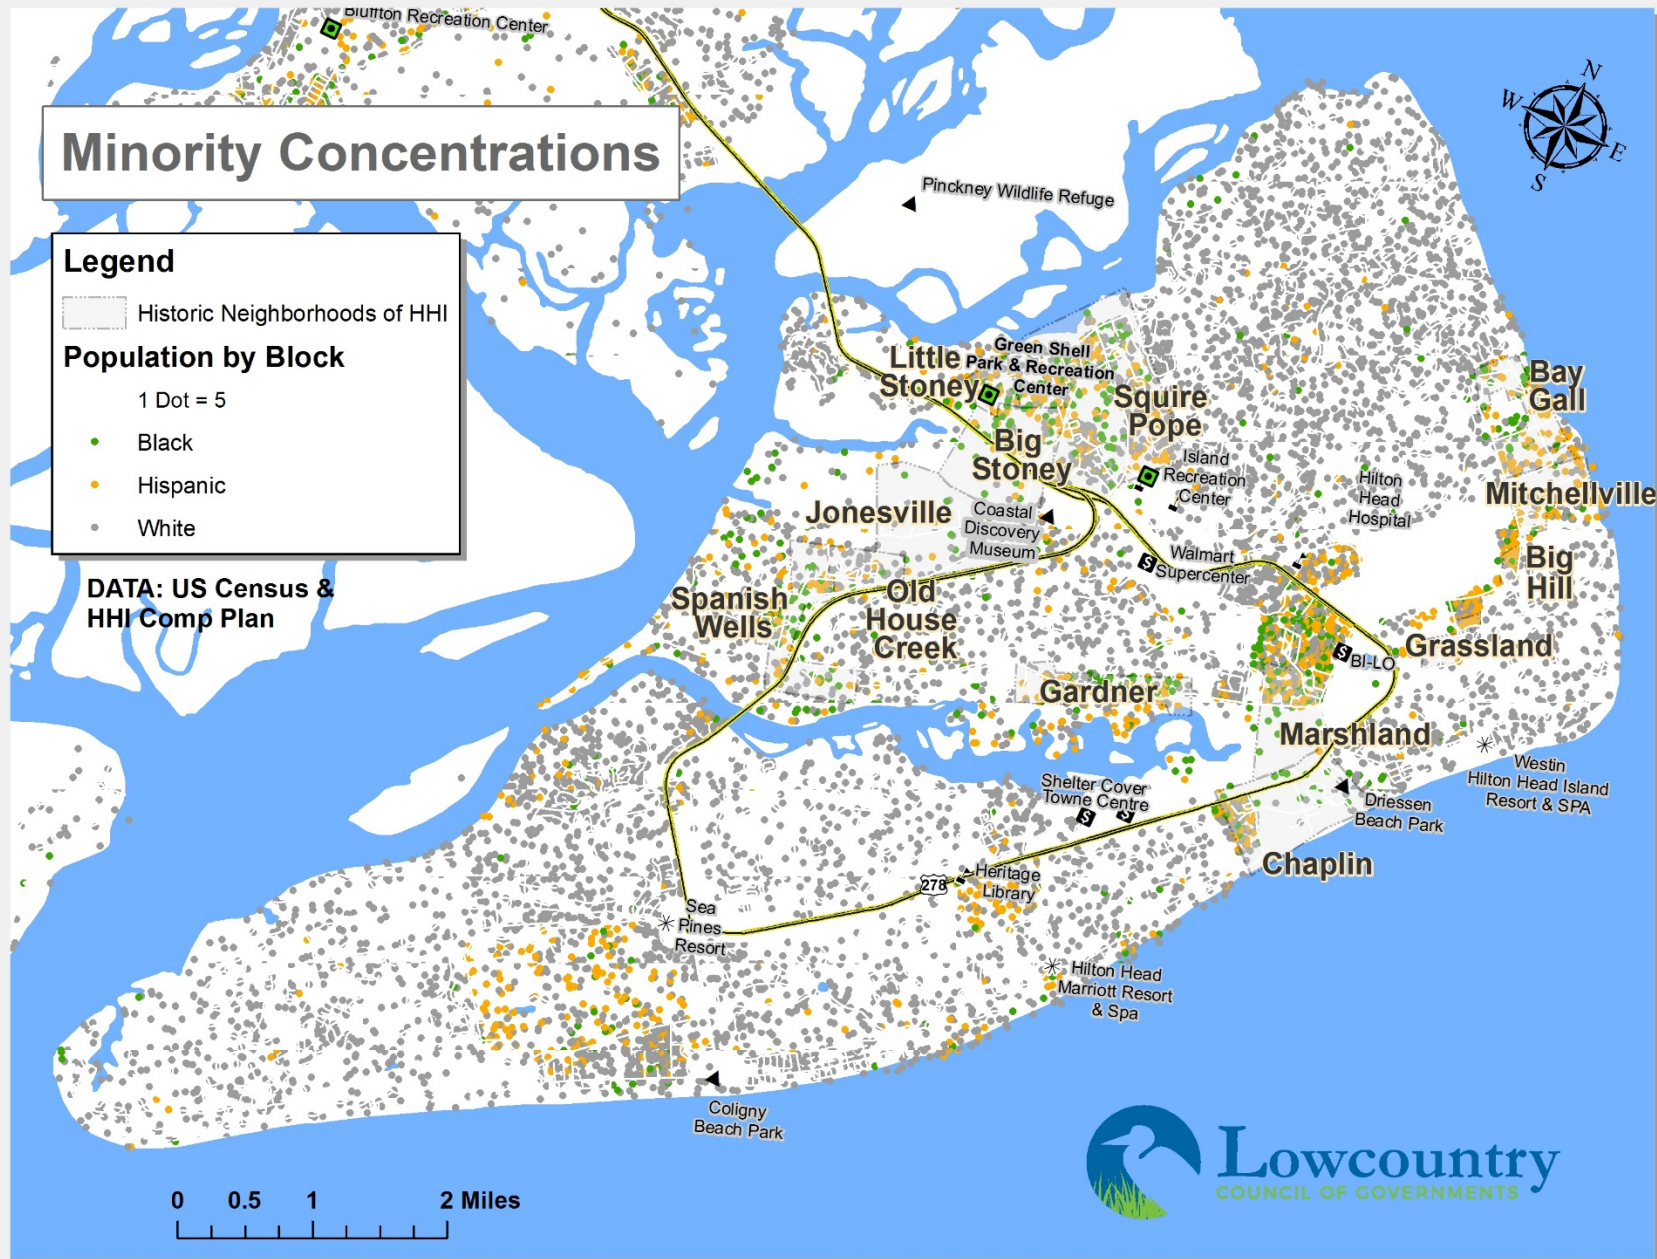 Bluffton Recreation Center
Minority Concentrations
N
W
E
S
Pinckney Wildlife Refuge
Legend
Historic Neighborhoods of HHI
Population by Block
1 Dot = 5
Black
Hispanic
White
DATA: US Census &
HHI Comp Plan
Little
Stoney
Green Shell
Park & Recreation
Center
Squire
Pope
Bay
Gall
Big
Stoney
Island
Recreation
Center
Hilton
Head
Hospital
Mitchellville
Jonesville
Coastal
Discovery
Museum
Walmart
Supercenter
Big
Hill
Spanish
Wells
Old
House
Creek
S
S
BI-LO
Grassland
Gardner
Marshland
Westin
Hilton Head Island
Resort & SPA
Shelter Cover
Towne Centre
S
S
Driessen
Beach Park
Chaplin
278
Heritage
Library
Sea
Pines
Resort
Hilton Head
Marriott Resort
& Spa
Coligny
Beach Park
0 0.5 1 2 Miles
Lowcountry
COUNCIL OF GOVERNMENTS